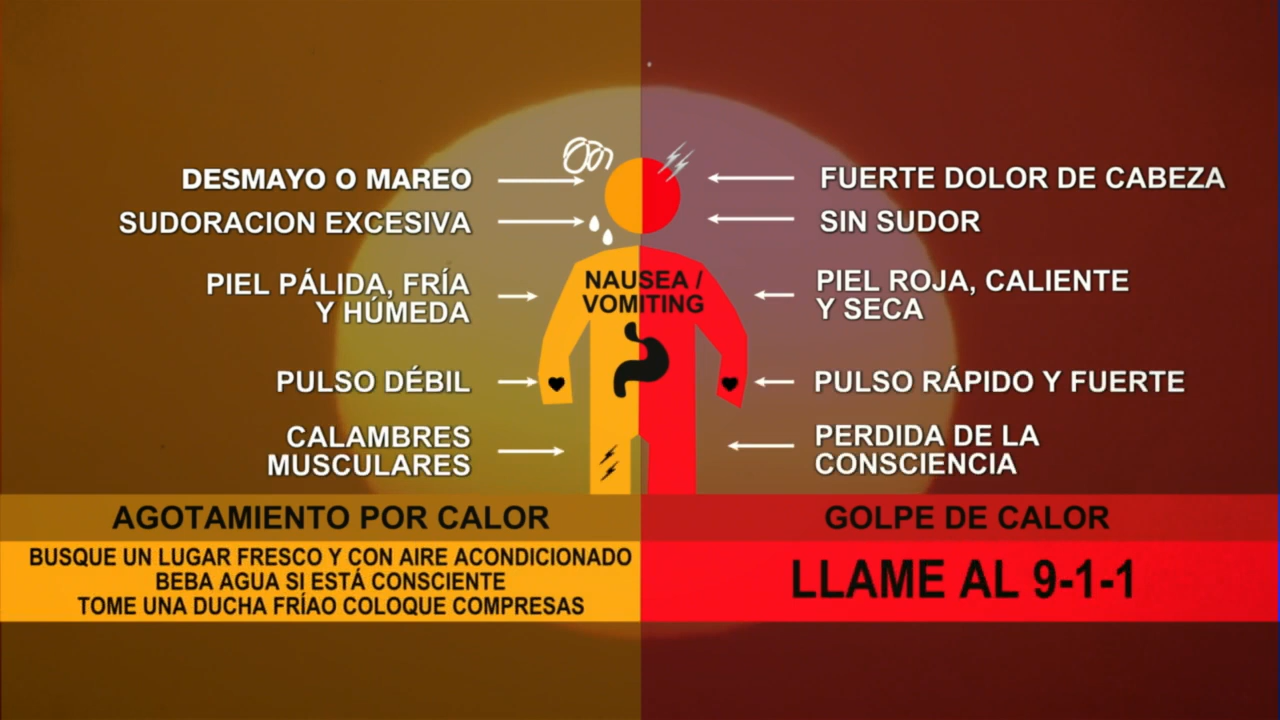 DESMAYO O MAREO
SUDORACION EXCESIVA
PIEL PÁLIDA, FRÍA
Y HÚMEDA
PULSO DÉBIL
CALAMBRES
MUSCULARES
NAUSEA /
VOMITING
FUERTE DOLOR DE CABEZA
SIN SUDOR
PIEL ROJA, CALIENTE
Y SECA
PULSO RÁPIDO Y FUERTE
PERDIDA DE LA
CONSCIENCIA
AGOTAMIENTO POR CALOR
BUSQUE UN LUGAR FRESCO Y CON AIRE ACONDICIONADO
BEBA AGUA SI ESTÁ CONSCIENTE
TOME UNA DUCHA FRÍAO COLOQUE COMPRESAS
GOLPE DE CALOR
LLAME AL 9-1-1